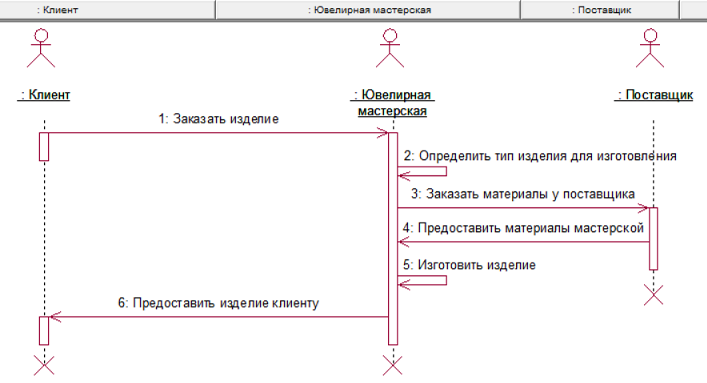 : Клиент
: Ювелирная мастерская
: Поставщик
: Клиент
: Ювелирная
мастерская
: Поставщик
1: Заказать изделие
2: Определить тип изделия для изготовления
3: Заказать материалы у поставщика
4: Предоставить материалы мастерской
5: Изготовить изделие
6: Предоставить изделие клиенту